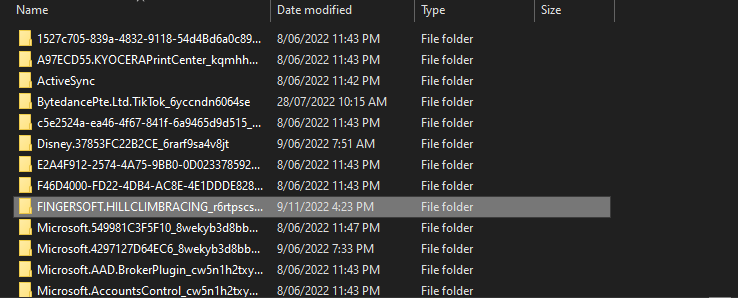 Name Date modified Type Size
1527c705-839a-4832-9118-54d4Bd6a0c89... 8/06/2022 11:43 PM File folder
A97ECD55.KYOCERAPrintCenter_kqmhh... 8/06/2022 11:43 PM File folder
ActiveSync 8/06/2022 11:42 PM File folder
BytedancePte.Ltd.TikTok_6yccndn6064se 28/07/2022 10:15 AM File folder
c5e2524a-ea46-4f67-841f-6a9465d9d515_... 8/06/2022 11:43 PM File folder
Disney.37853FC22B2CE_6rarf9sa4v8jt 9/06/2022 7:51 AM File folder
E2A4F912-2574-4A75-9BB0-0D023378592... 8/06/2022 11:43 PM File folder
F46D4000-FD22-4DB4-AC8E-4E1DDDE828... 8/06/2022 11:43 PM File folder
FINGERSOFT.HILLCLIMBRACING_r6rtpscs... 9/11/2022 4:23 PM File folder
Microsoft.549981C3F5F10_8wekyb3d8bb... 8/06/2022 11:47 PM File folder
Microsoft.4297127D64EC6_8wekyb3d8bb... 9/06/2022 7:33 PM File folder
Microsoft.AAD.BrokerPlugin_cw5n1h2txy... 8/06/2022 11:43 PM File folder
Microsoft.AccountsControl_cw5n1h2txy... 8/06/2022 11:43 PM File folder